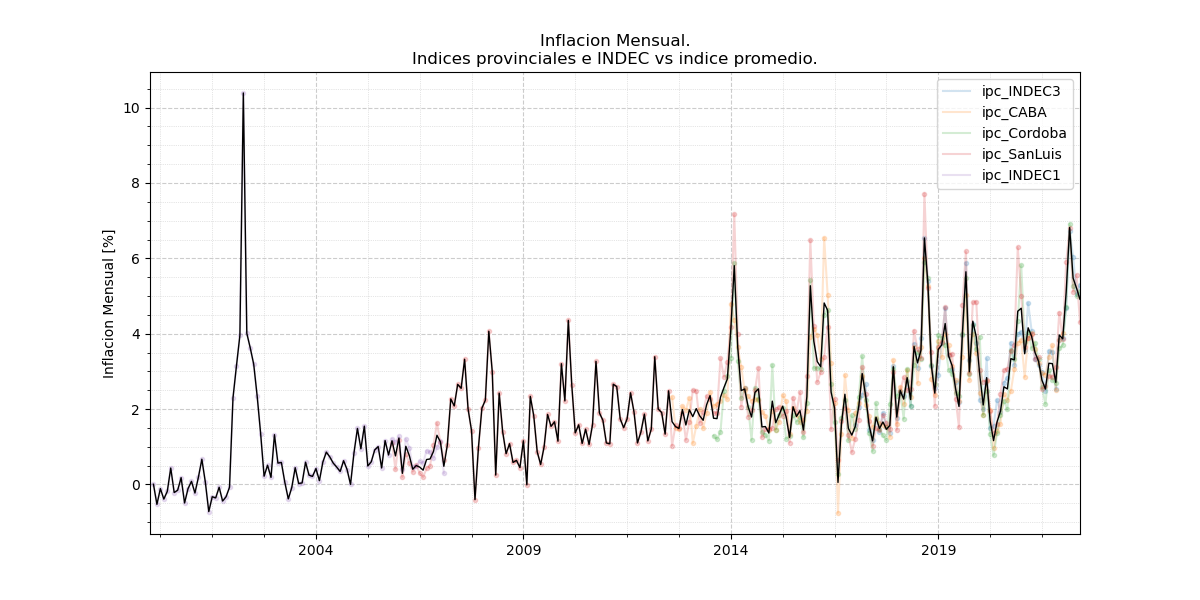 Inflacion Mensual.
Indices provinciales e INDEC vs indice promedio.
Inflacion Mensual [%]
10
8
6
4
2
0
2004
2009
2014
2019
ipc_INDEC3
ipc_CABA
ipc_Cordoba
ipc_SanLuis
ipc_INDEC1